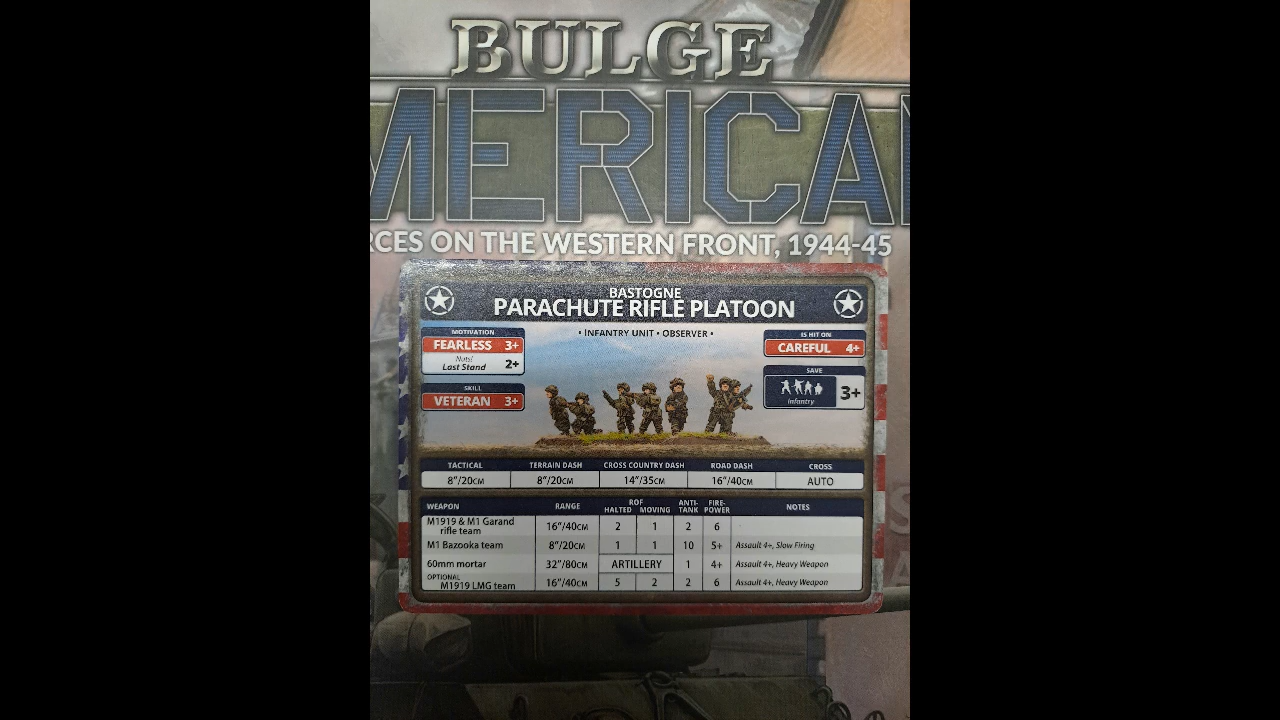 BULGE
MERICA
RCES ON THE WESTERN FRONT, 1944-45
BASTOGNE
PARACHUTE RIFLE PLATOON
• INFANTRY UNIT • OBSERVER •
MOTIVATION
FEARLESS 3+
Nuts!
Last Stand 2+
SKILL
VETERAN 3+
IS HIT ON
CAREFUL 4+
SAVE
Infantry 3+
TACTICAL TERRAIN DASH CROSS COUNTRY DASH ROAD DASH CROSS
8"/20CM 8"/20CM 14"/35CM 16"/40CM AUTO
WEAPON RANGE ROF HALTED MOVING ANTI-TANK FIRE-POWER NOTES
M1919 & M1 Garand rifle team 16"/40CM 2 1 2 6
M1 Bazooka team 8"/20CM 1 1 10 5+ Assault 4+, Slow Firing
60mm mortar 32"/80CM ARTILLERY 1 4+ Assault 4+, Heavy Weapon
OPTIONAL M1919 LMG team 16"/40CM 5 2 2 6 Assault 4+, Heavy Weapon